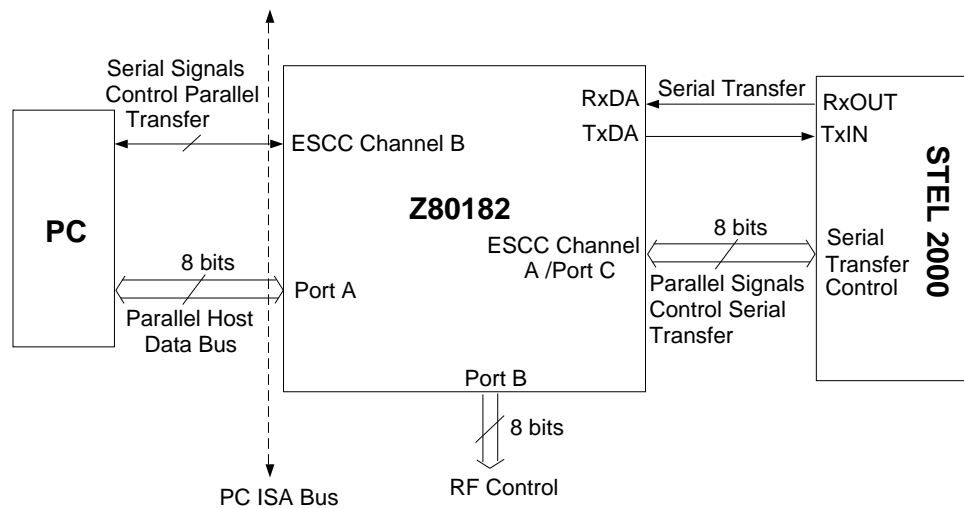 Serial Signals
Control Parallel
Transfer
PC
8 bits
Parallel Host
Data Bus
PC ISA Bus
ESCC Channel B
Port A
Z80182
RxDA
TxDA
ESCC Channel
A /Port C
Port B
8 bits
RF Control
Serial Transfer
8 bits
Parallel Signals
Control Serial
Transfer
RxOUT
TxIN
Serial
Transfer
Control
STEL 2000